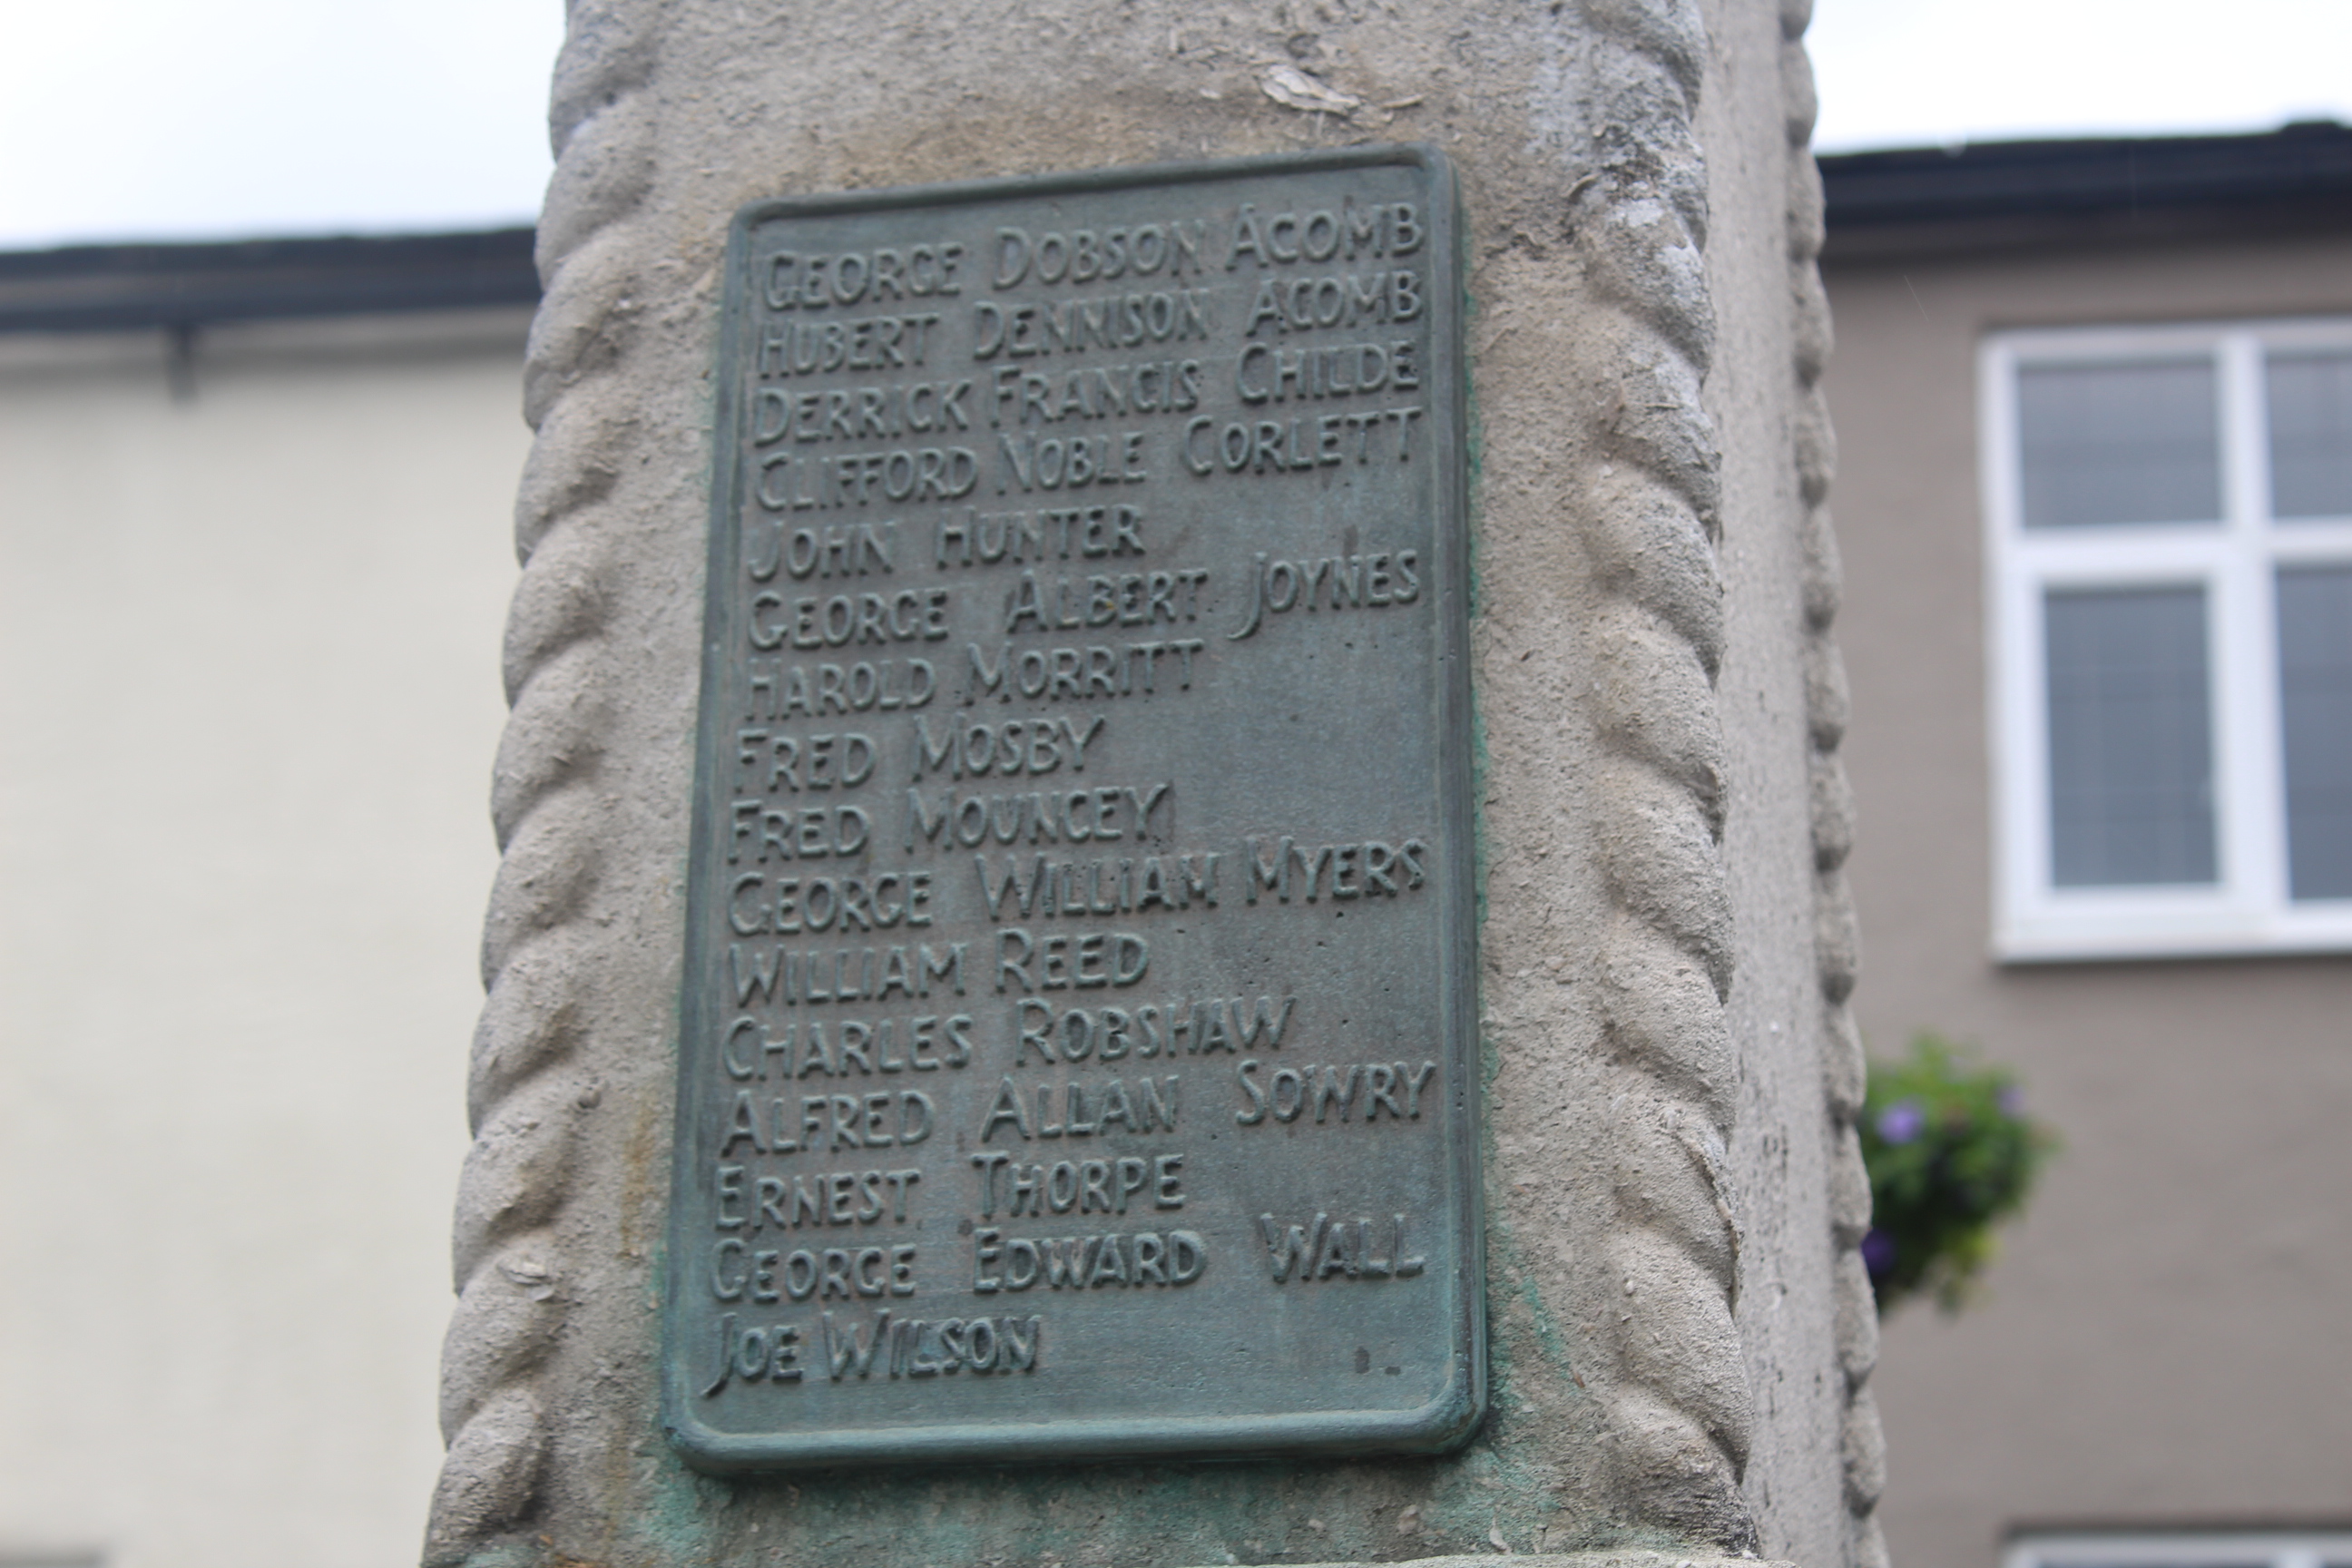 GEORGE DOBSON ACOMB
HUBERT DENNISON ACOMB
DERRICK FRANCIS CHILDE
CLIFFORD NOBLE CORLETT
JOHN HUNTER
GEORGE ALBERT JOYNES
HAROLD MORRITT
FRED MOSBY
FRED MOUNCEY
GEORGE WILLIAM MYERS
WILLIAM REED
CHARLES ROBSHAW
ALFRED ALLAN SOWRY
ERNEST THORPE
GEORGE EDWARD WALL
JOE WILSON